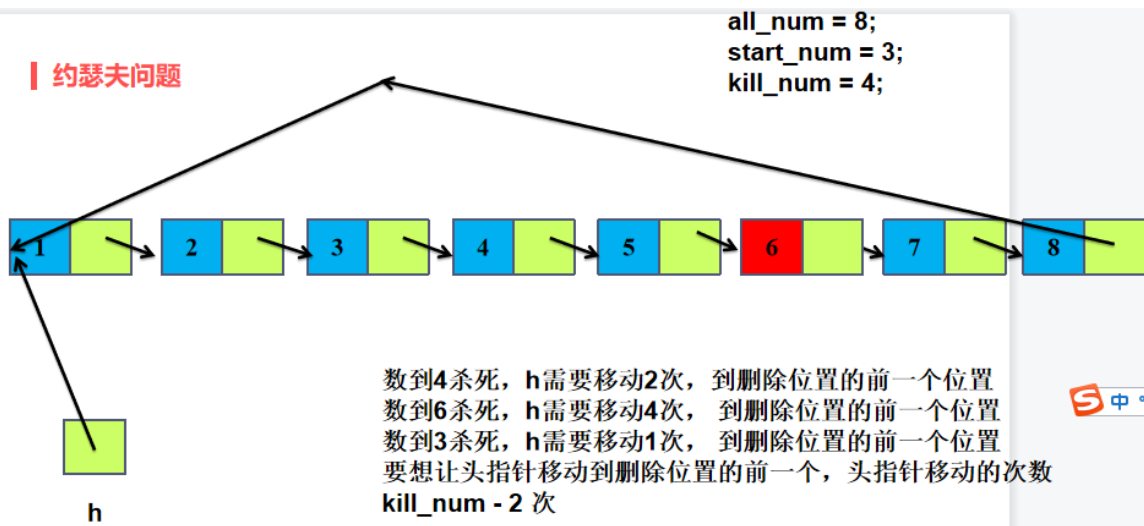 all_num = 8;
start_num = 3;
kill_num = 4;
约瑟夫问题
1 2 3 4 5 6 7 8
数到4杀死，h需要移动2次，到删除位置的前一个位置
数到6杀死，h需要移动4次， 到删除位置的前一个位置
数到3杀死，h需要移动1次， 到删除位置的前一个位置
要想让头指针移动到删除位置的前一个，头指针移动的次数
kill_num - 2 次
h
S 中